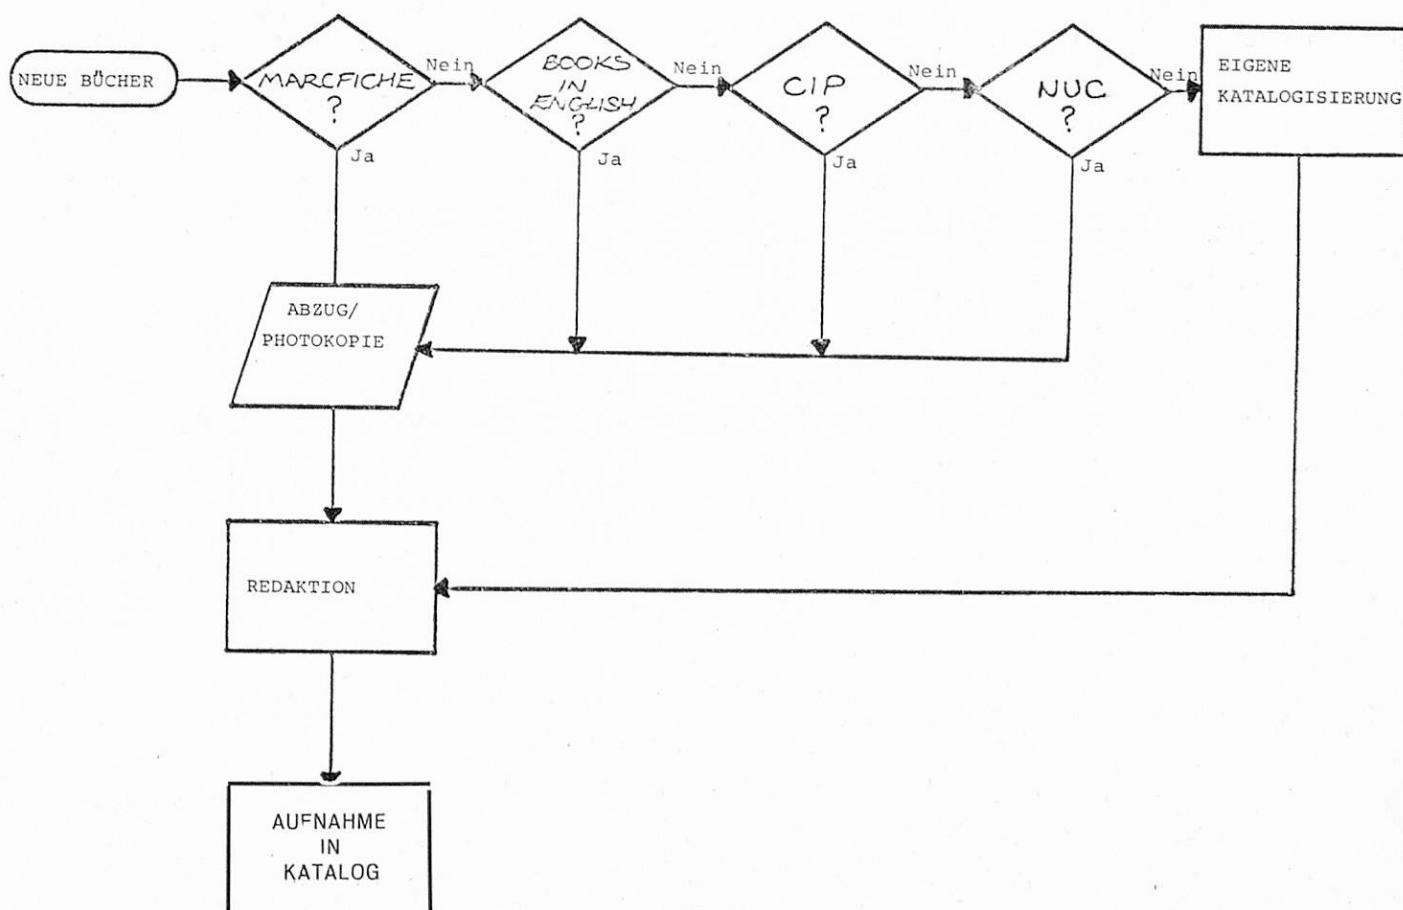 NEUE BÜCHER
MARCFICHE
?
Nein
Ja
BOOKS
IN
ENGLISH
?
Nein
Ja
CIP
?
Nein
Ja
NUC
?
Nein
Ja
EIGENE
KATALOGISIERUNG
ABZUG/
PHOTOKOPIE
REDAKTION
AUFNAHME
IN
KATALOG